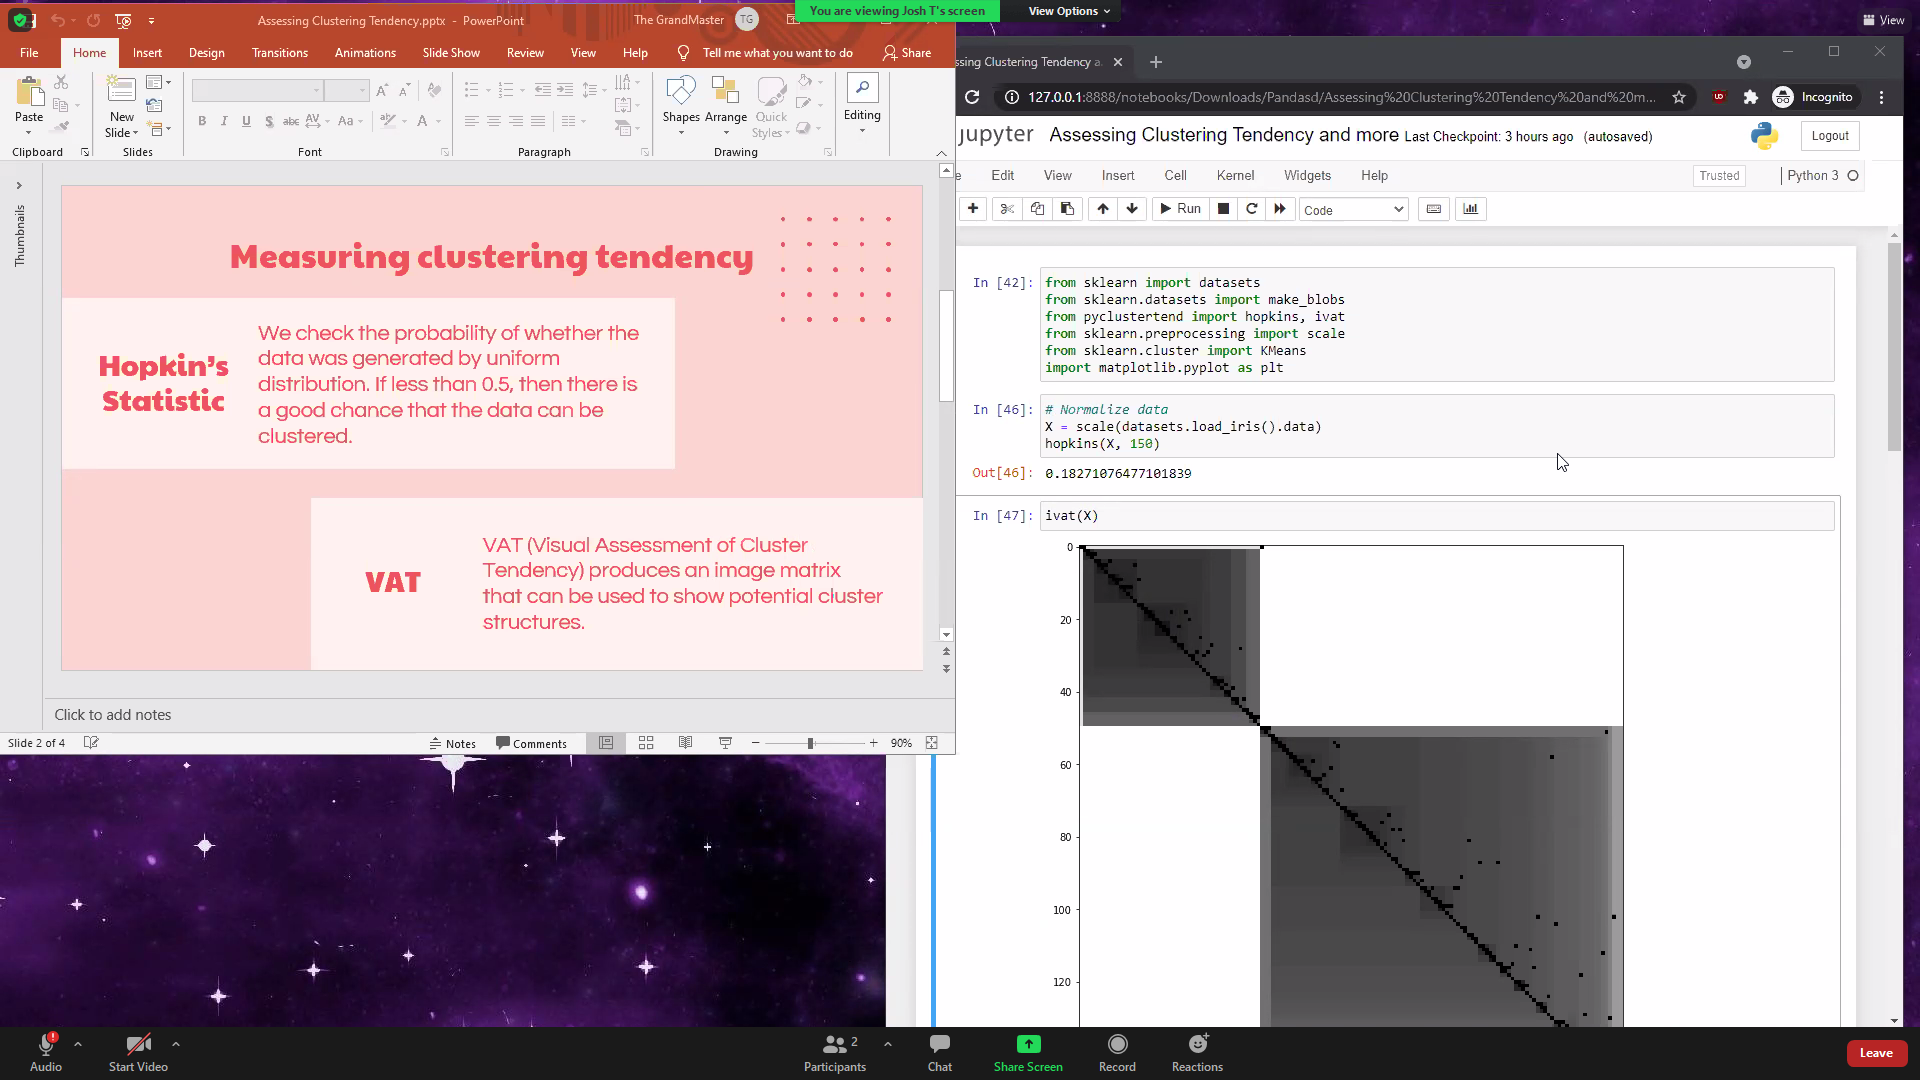 You are viewing Josh T's screen
View Options
View
Assessing Clustering Tendency.pptx - PowerPoint
The GrandMaster
TG
File
Home
Insert
Design
Transitions
Animations
Slide Show
Review
View
Help
Tell me what you want to do
Share
Paste
New
Slide
Shapes
Arrange
Quick
Styles
Editing
B I U S abc AV Aa A
Clipboard
Slides
Font
Paragraph
Drawing
Thumbnails
Measuring clustering tendency
Hopkin's
Statistic
We check the probability of whether the
data was generated by uniform
distribution. If less than 0.5, then there is
a good chance that the data can be
clustered.
VAT
VAT (Visual Assessment of Cluster
Tendency) produces an image matrix
that can be used to show potential cluster
structures.
Click to add notes
Slide 2 of 4
Notes
Comments
90%
ssing Clustering Tendency a
127.0.0.1:8888/notebooks/Downloads/Pandasd/Assessing%20Clustering%20Tendency%20and%20m...
Incognito
jupyter
Assessing Clustering Tendency and more
Last Checkpoint: 3 hours ago
(autosaved)
Logout
Edit
View
Insert
Cell
Kernel
Widgets
Help
Trusted
Python 3
Run
Code
In [42]:
from sklearn import datasets
from sklearn.datasets import make_blobs
from pyclustertend import hopkins, ivat
from sklearn.preprocessing import scale
from sklearn.cluster import KMeans
import matplotlib.pyplot as plt
In [46]:
# Normalize data
X = scale(datasets.load_iris().data)
hopkins(X, 150)
Out[46]:
0.18271076477101839
In [47]:
ivat(X)
0
20
40
60
80
100
120
Audio
Start Video
Participants
2
Chat
Share Screen
Record
Reactions
Leave